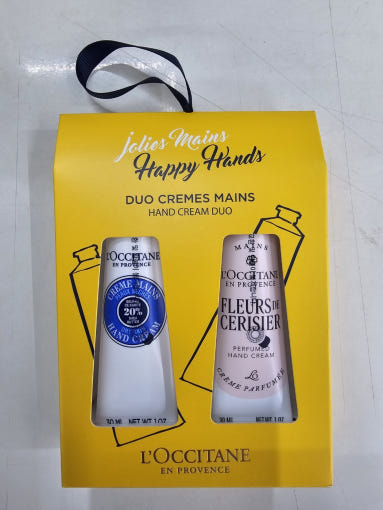 Jolies Mains
Happy Hands
DUO CREMES MAINS
HAND CREAM DUO
L'OCCITANE
EN PROVENCE
CRÈME MAINS
20%
DRY SKIN
HAND CREAM
30 ML NET WT 1 OZ
MAINS
L'OCCITANE
EN PROVENCE
FLEURS DE
CERISIER
PERFUMED
HAND CREAM
CRÈME PARFUMÉE
30 ML NET WT 1 OZ
L'OCCITANE
EN PROVENCE